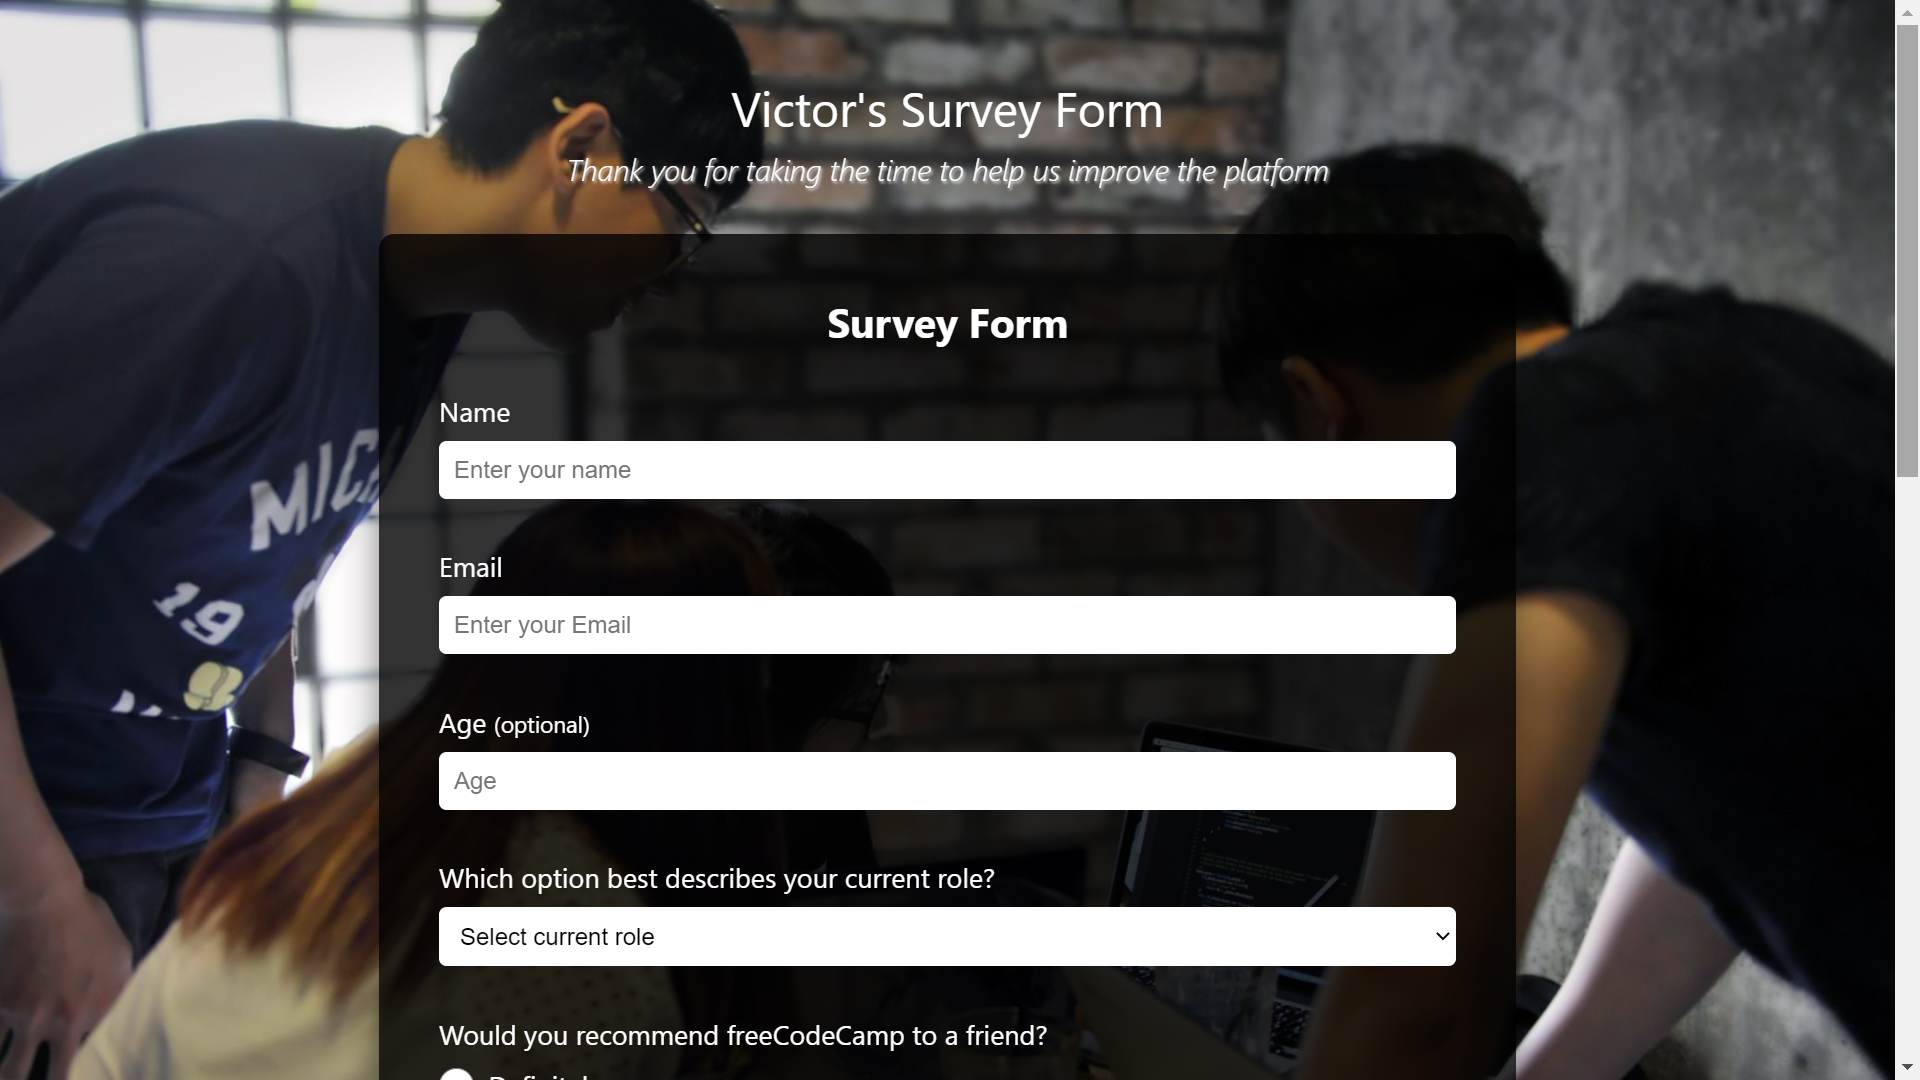 Victor's Survey Form
Thank you for taking the time to help us improve the platform
Survey Form
Name
Enter your name
MICH
19
Email
Enter your Email
Age (optional)
Age
Which option best describes your current role?
Select current role
Would you recommend freeCodeCamp to a friend?